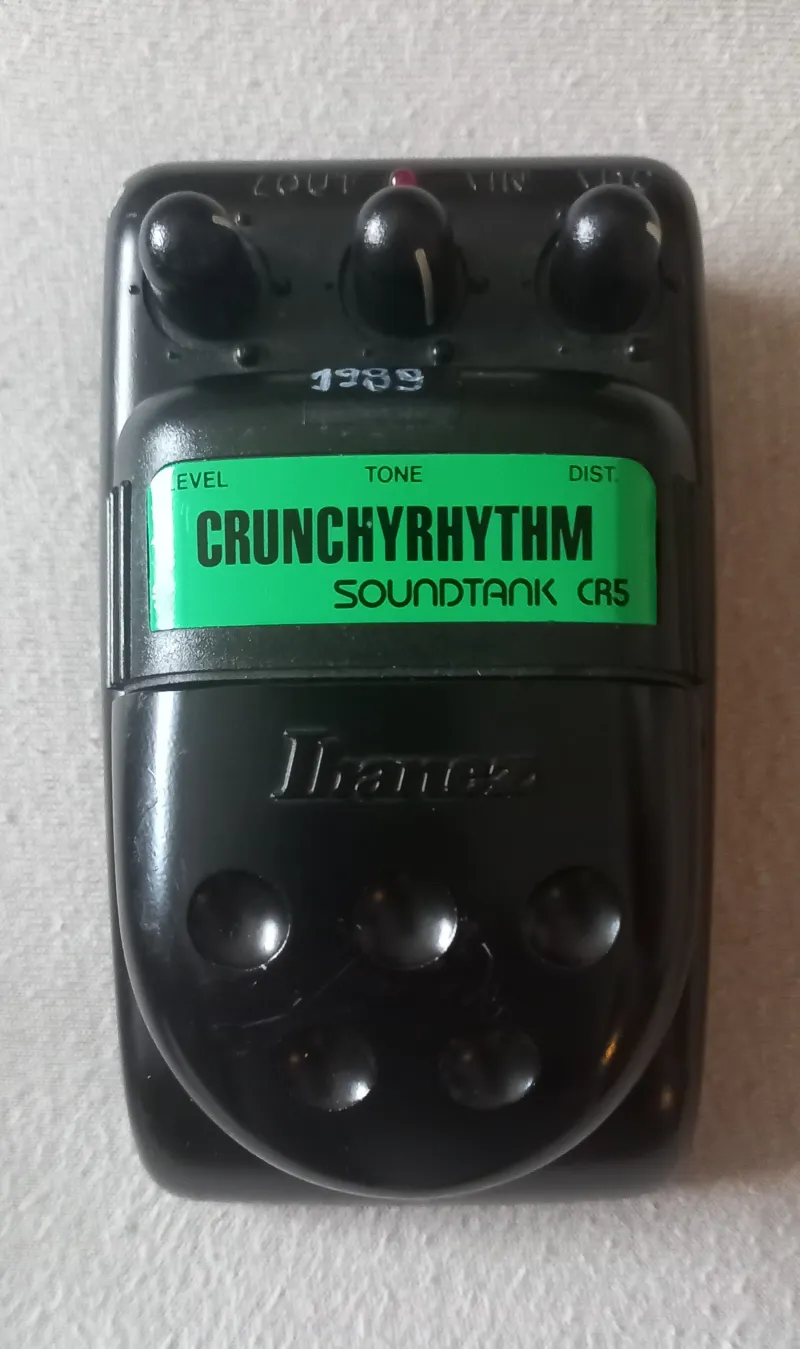 1989
LEVEL TONE DIST.
CRUNCHYRHYTHM
SOUNDTANK CR5
Ibanez